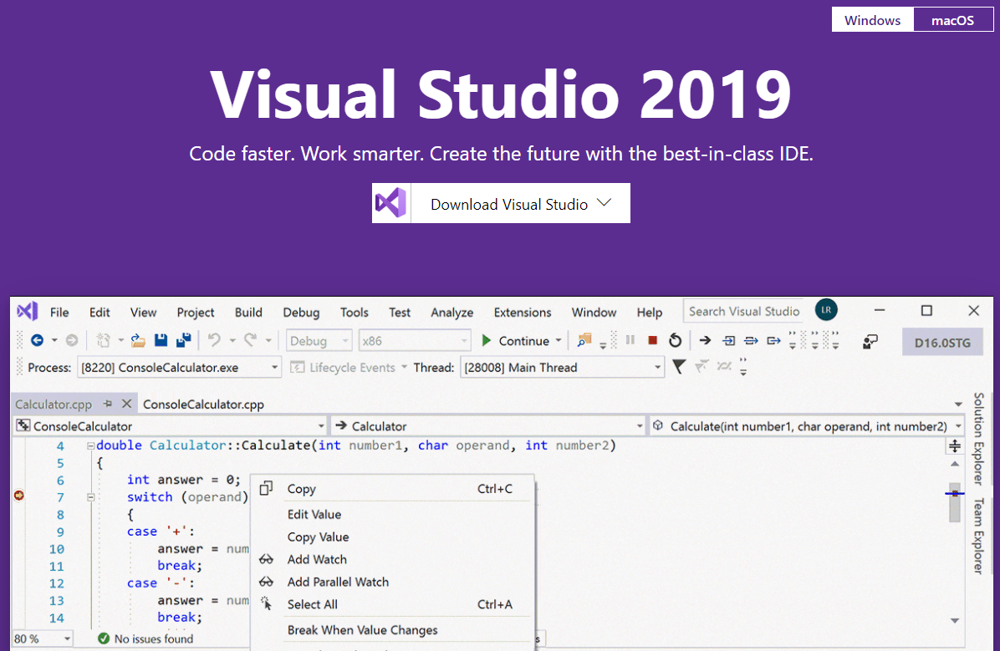 Windows macOS
Visual Studio 2019
Code faster. Work smarter. Create the future with the best-in-class IDE.
Download Visual Studio
File Edit View Project Build Debug Tools Test Analyze Extensions Window Help Search Visual Studio LR
Debug x86 Continue D16.0STG
Process: [8220] ConsoleCalculator.exe Lifecycle Events Thread: [28008] Main Thread
Calculator.cpp ConsoleCalculator.cpp
ConsoleCalculator Calculator Calculate(int number1, char operand, int number2)
4 double Calculator::Calculate(int number1, char operand, int number2)
5 {
6 int answer = 0;
7 switch (operand)
8 {
9 case '+':
10 answer = num
11 break;
12 case '-':
13 answer = num
14 break;
Copy Ctrl+C
Edit Value
Copy Value
Add Watch
Add Parallel Watch
Select All Ctrl+A
Break When Value Changes
80 % No issues found
Solution Explorer
Team Explorer